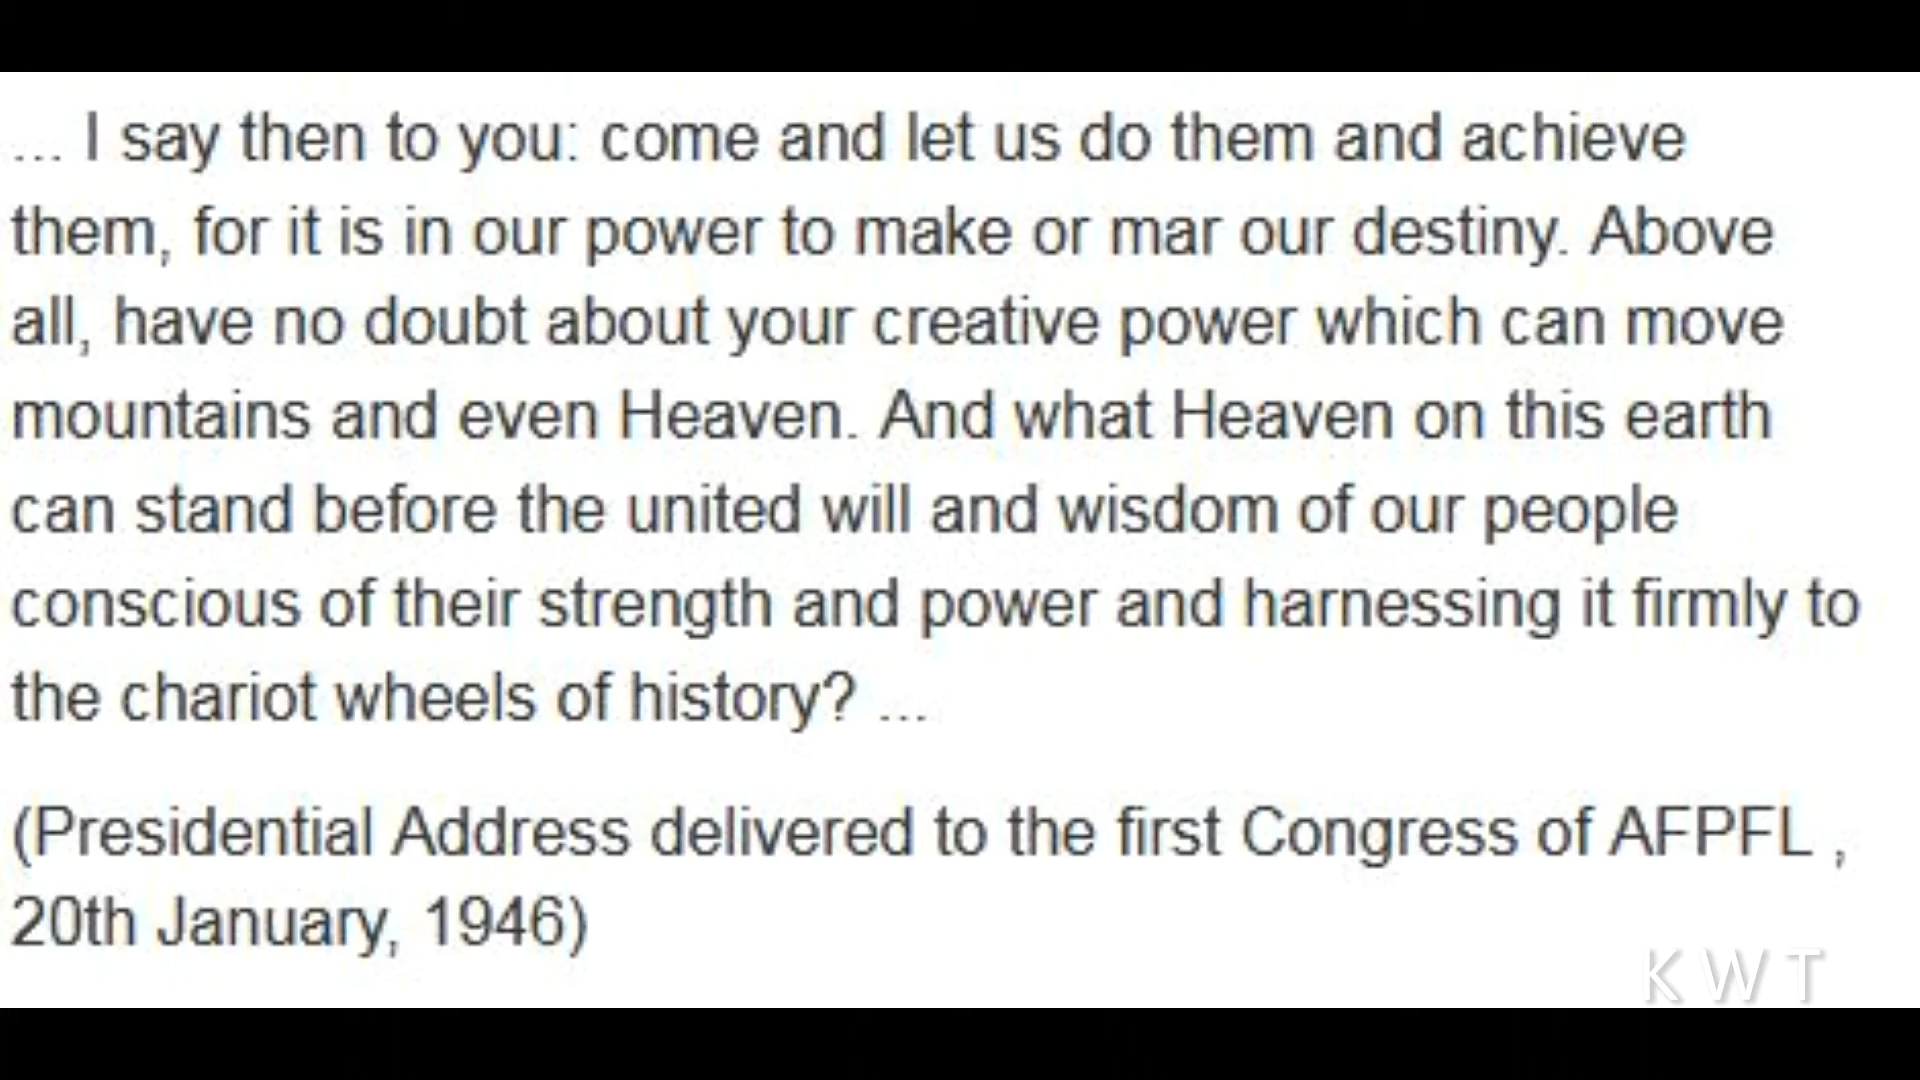 ... I say then to you: come and let us do them and achieve
them, for it is in our power to make or mar our destiny. Above
all, have no doubt about your creative power which can move
mountains and even Heaven. And what Heaven on this earth
can stand before the united will and wisdom of our people
conscious of their strength and power and harnessing it firmly to
the chariot wheels of history? ...
(Presidential Address delivered to the first Congress of AFPFL ,
20th January, 1946)
KWT